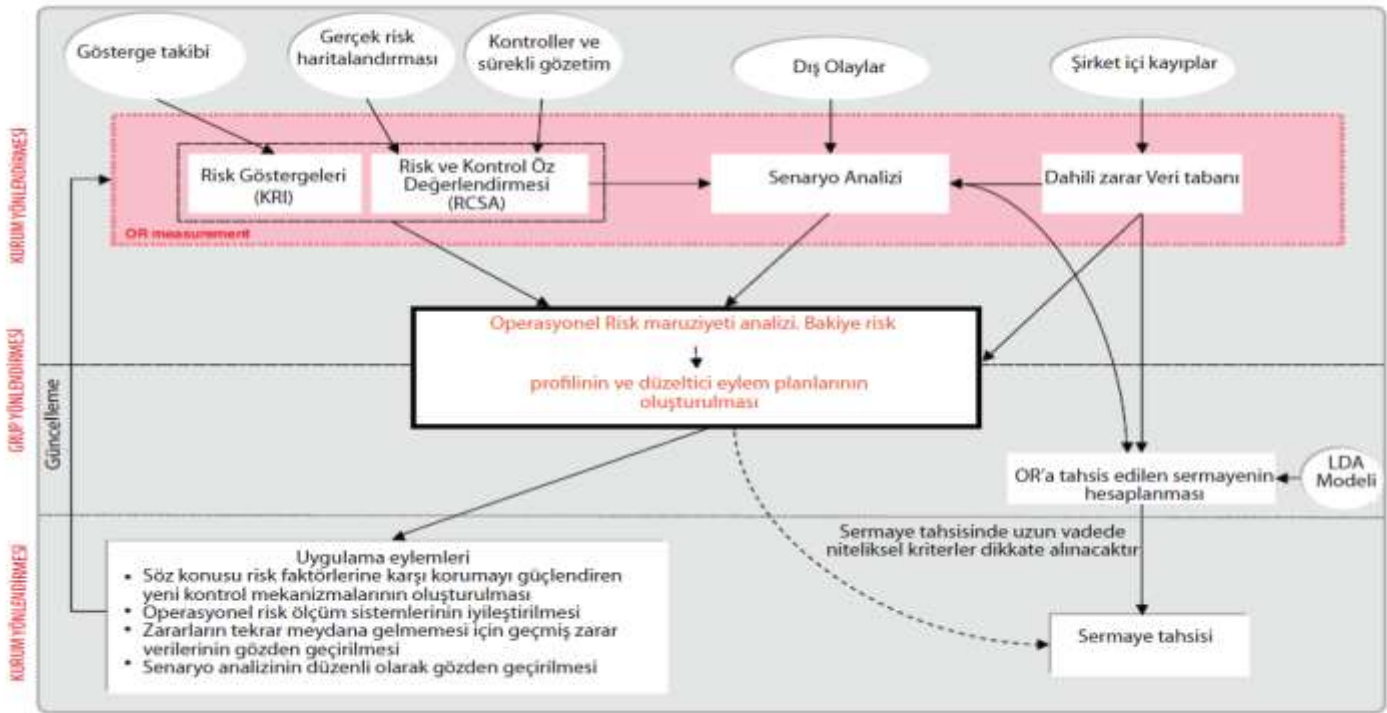 Gösterge takibi
Gerçek risk
haritalandırması
Kontroller ve
sürekli gözetim
Dış Olaylar
Şirket içi kayıplar
KURUM YÖNLENDİRMESİ
Risk Göstergeleri
(KRI)
Risk ve Kontrol Öz
Değerlendirmesi
(RCSA)
Senaryo Analizi
Dahili zarar Veri tabanı
OR measurement
GRUP YÖNLENDİRMESİ
Operasyonel Risk maruziyeti analizi. Bakiye risk
profilinin ve düzeltici eylem planlarının
oluşturulması
Güncelleme
OR'a tahsis edilen sermayenin
hesaplanması
LDA
Modeli
KURUM YÖNLENDİRMESİ
Sermaye tahsisinde uzun vadede
niteliksel kriterler dikkate alınacaktır
Uygulama eylemleri
• Söz konusu risk faktörlerine karşı korumayı güçlendiren
yeni kontrol mekanizmalarının oluşturulması
• Operasyonel risk ölçüm sistemlerinin iyileştirilmesi
• Zararların tekrar meydana gelmemesi için geçmiş zarar
verilerinin gözden geçirilmesi
• Senaryo analizinin düzenli olarak gözden geçirilmesi
Sermaye tahsisi